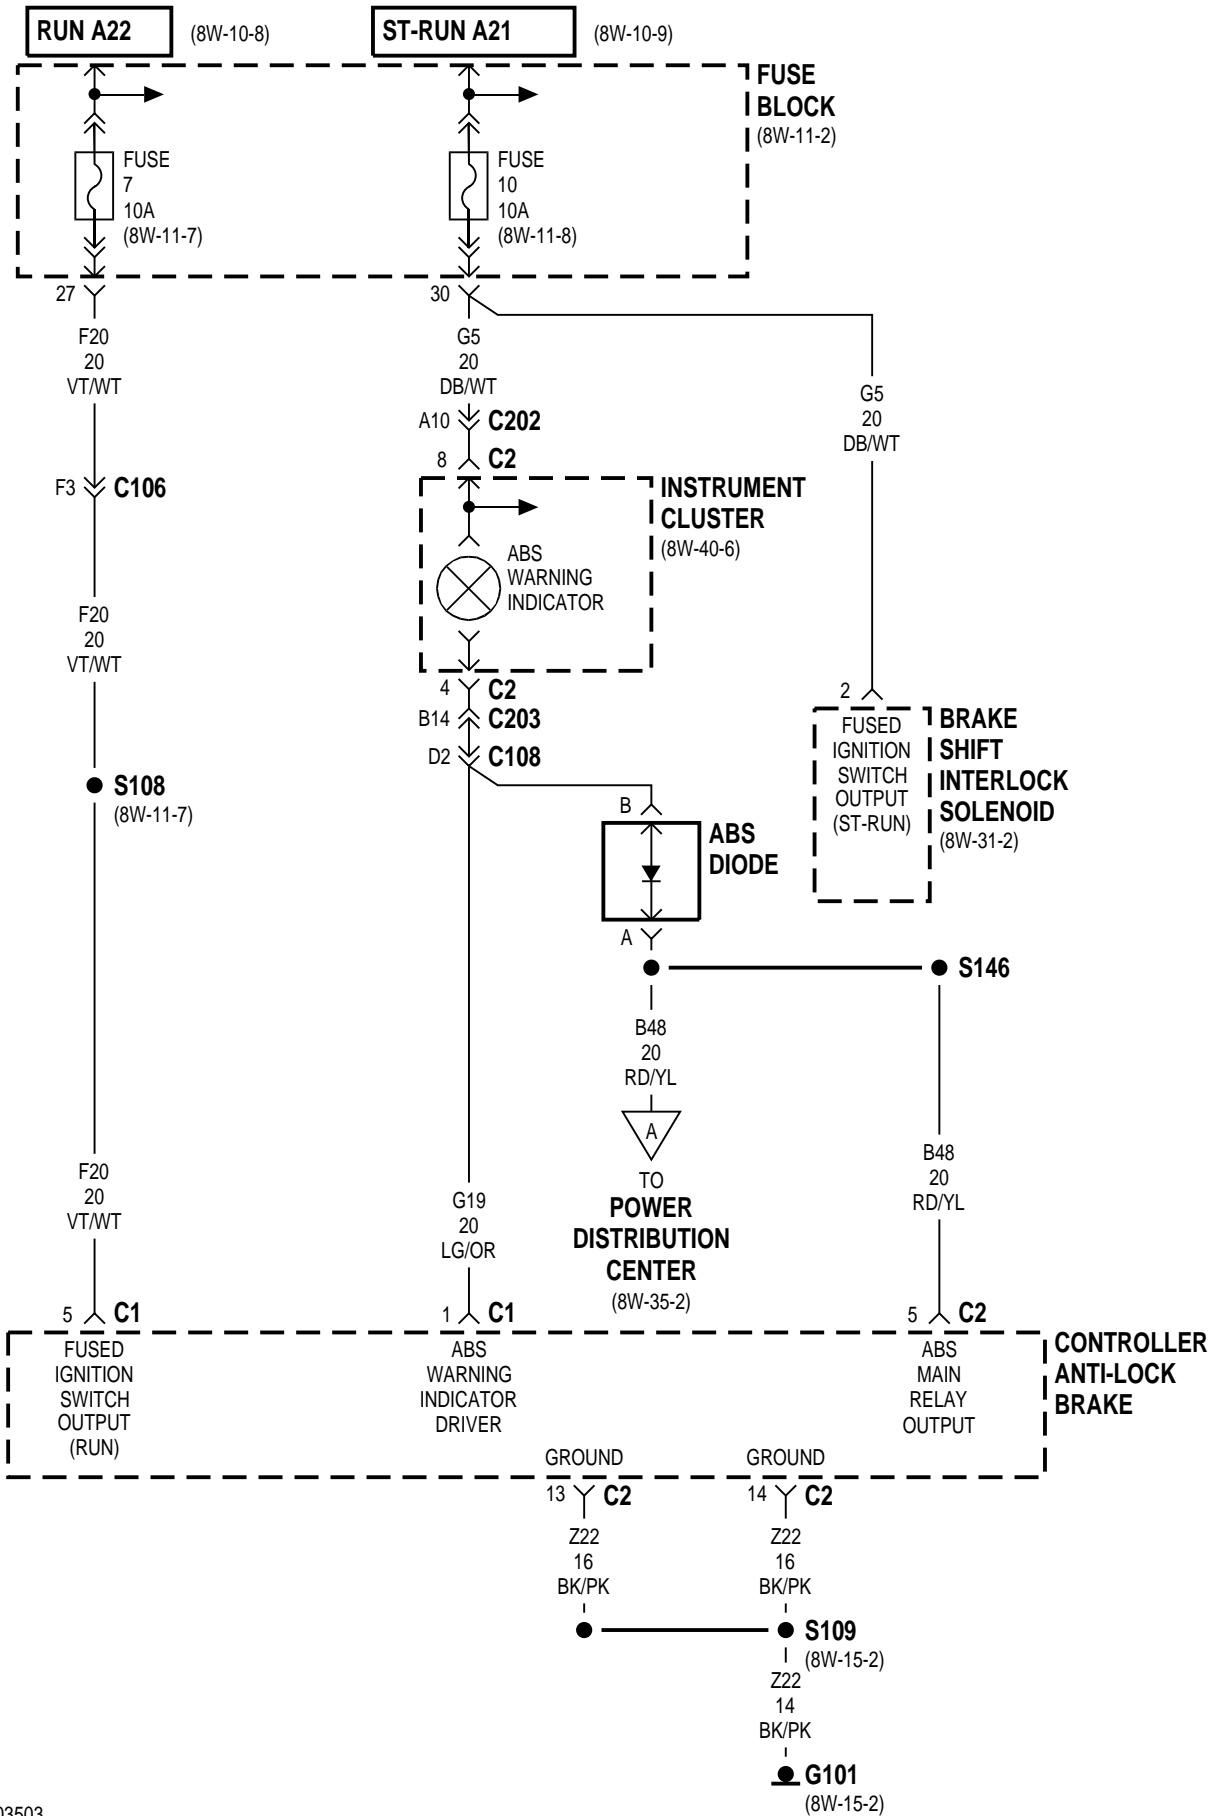 RUN A22
(8W-10-8)
ST-RUN A21
(8W-10-9)
FUSE
BLOCK
(8W-11-2)
FUSE
7
10A
(8W-11-7)
FUSE
10
10A
(8W-11-8)
27
30
F20
20
VT/WT
G5
20
DB/WT
G5
20
DB/WT
A10
C202
8
C2
F3
C106
INSTRUMENT
CLUSTER
(8W-40-6)
ABS
WARNING
INDICATOR
F20
20
VT/WT
4
C2
B14
C203
D2
C108
2
FUSED
IGNITION
SWITCH
OUTPUT
(ST-RUN)
BRAKE
SHIFT
INTERLOCK
SOLENOID
(8W-31-2)
S108
(8W-11-7)
B
ABS
DIODE
A
S146
B48
20
RD/YL
A
TO
POWER
DISTRIBUTION
CENTER
(8W-35-2)
B48
20
RD/YL
F20
20
VT/WT
G19
20
LG/OR
5
C1
1
C1
5
C2
FUSED
IGNITION
SWITCH
OUTPUT
(RUN)
ABS
WARNING
INDICATOR
DRIVER
ABS
MAIN
RELAY
OUTPUT
CONTROLLER
ANTI-LOCK
BRAKE
GROUND
GROUND
13
C2
14
C2
Z22
16
BK/PK
Z22
16
BK/PK
S109
(8W-15-2)
Z22
14
BK/PK
G101
(8W-15-2)